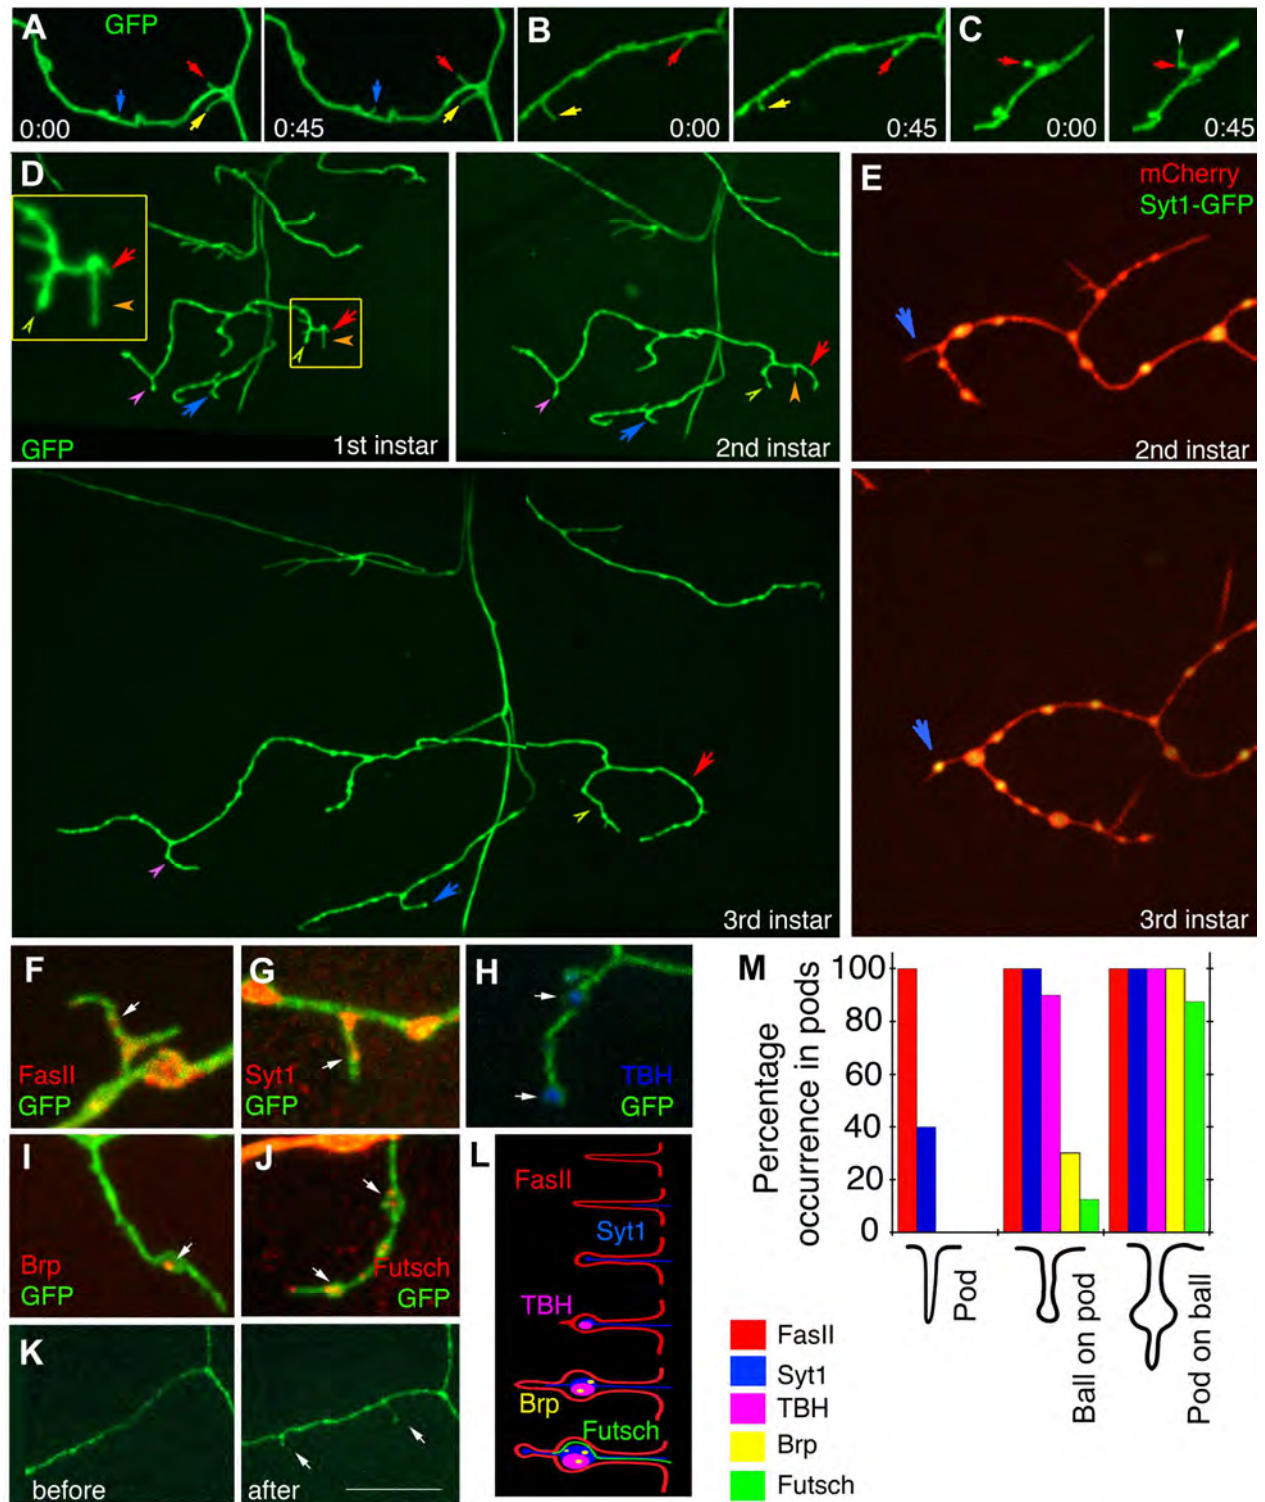 A
GFP
0:00
0:45
B
0:00
0:45
C
0:00
0:45
D
GFP
1st instar
2nd instar
3rd instar
E
mCherry
Syt1-GFP
2nd instar
3rd instar
F
FasII
GFP
G
Syt1
GFP
H
TBH
GFP
I
Brp
GFP
J
Futsch
GFP
K
before
after
L
FasII
Syt1
TBH
Brp
Futsch
M
Percentage
occurrence in pods
100
80
60
40
20
0
Pod
Ball on pod
Pod on ball
FasII
Syt1
TBH
Brp
Futsch